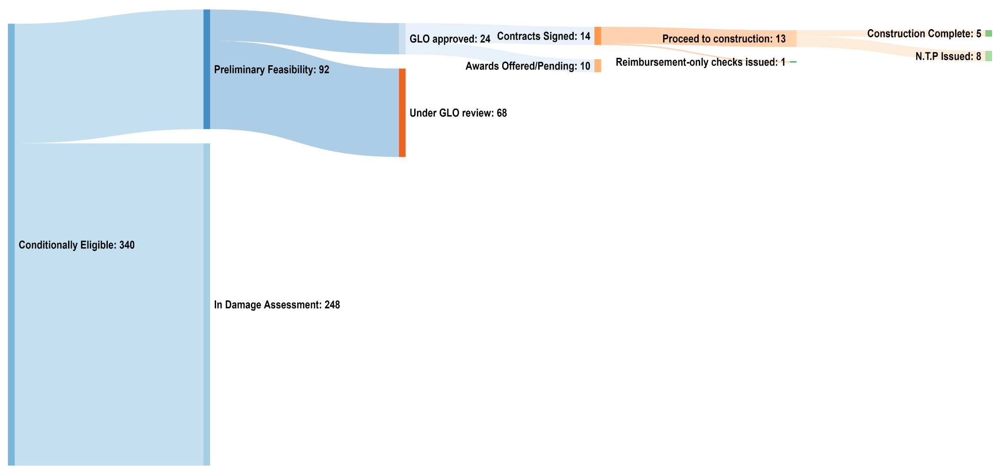 Conditionally Eligible: 340
Preliminary Feasibility: 92
In Damage Assessment: 248
GLO approved: 24
Under GLO review: 68
Contracts Signed: 14
Awards Offered/Pending: 10
Proceed to construction: 13
Reimbursement-only checks issued: 1
Construction Complete: 5
N.T.P Issued: 8